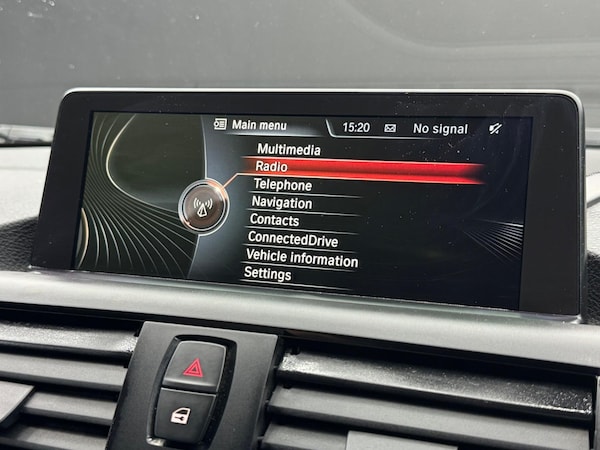 Main menu 15:20 No signal
Multimedia
Radio
Telephone
Navigation
Contacts
ConnectedDrive
Vehicle information
Settings